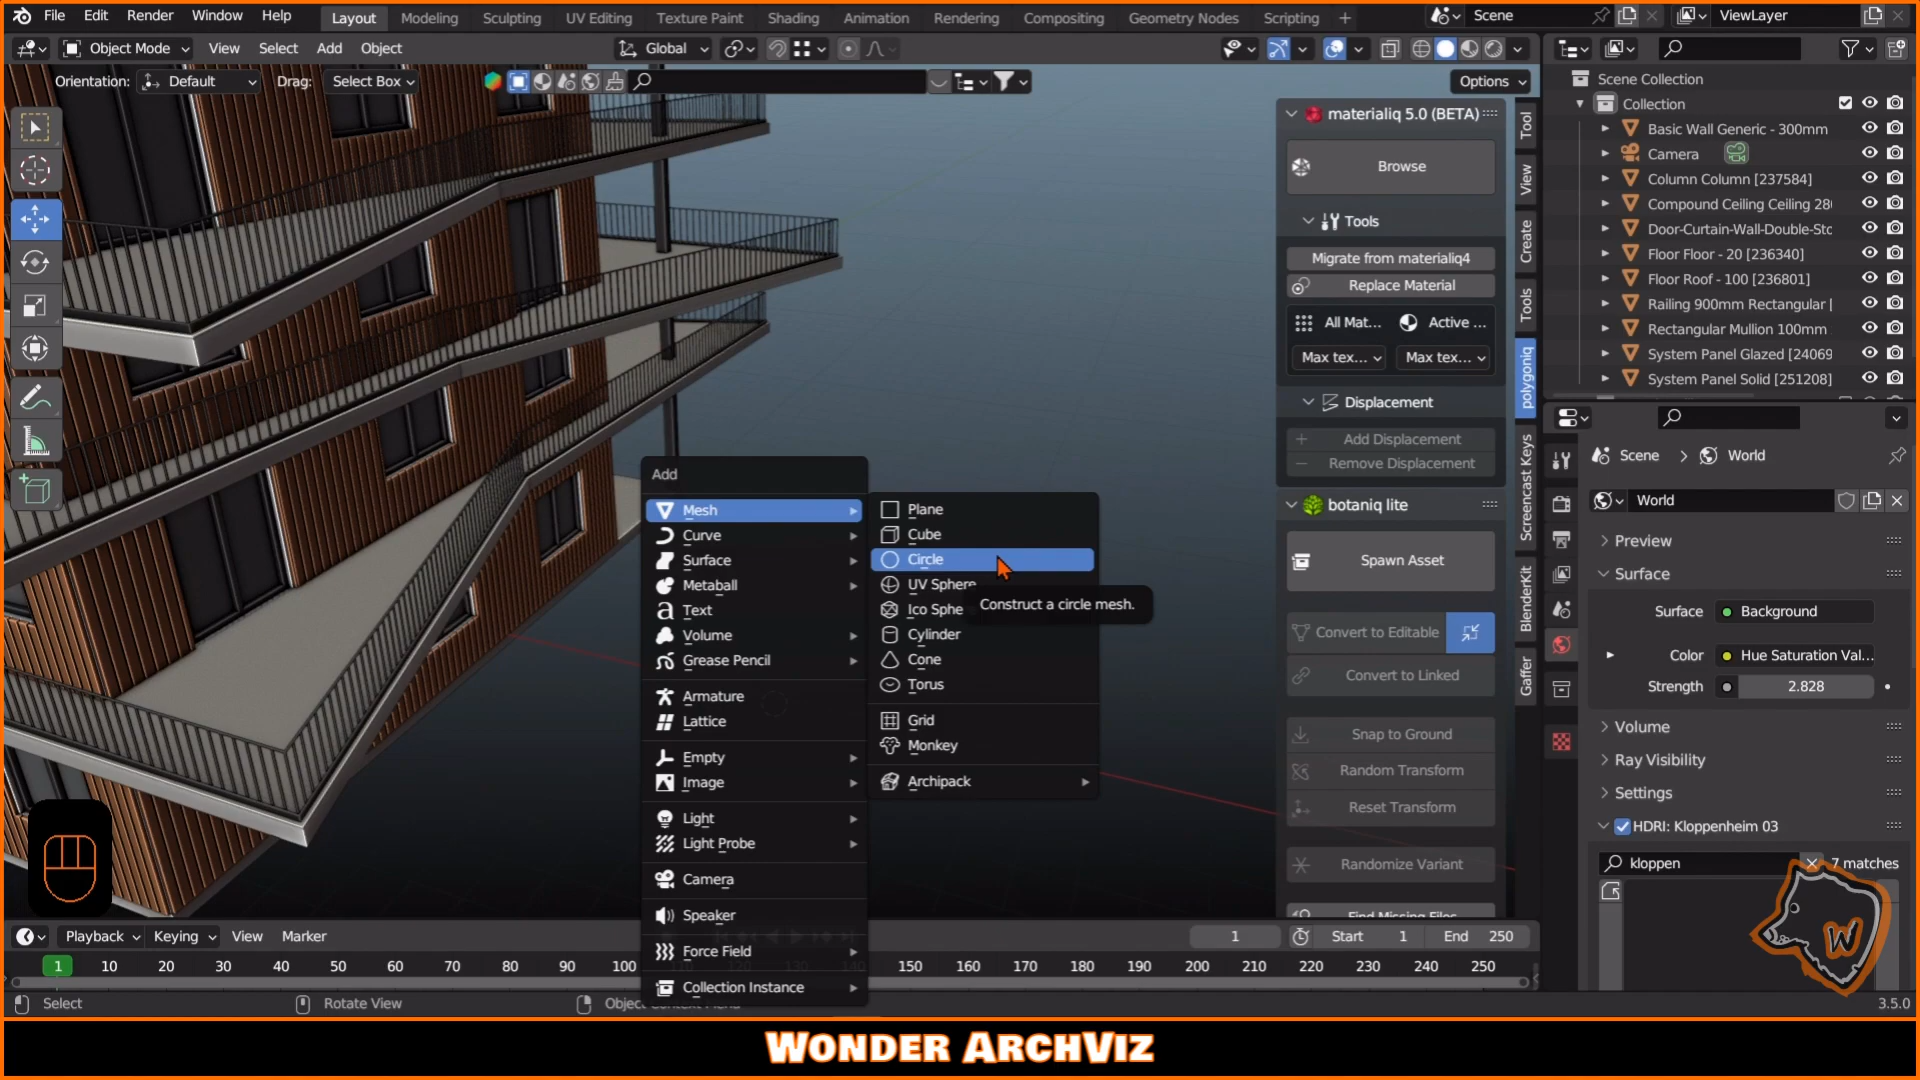 File Edit Render Window Help Layout Modeling Sculpting UV Editing Texture Paint Shading Animation Rendering Compositing Geometry Nodes Scripting + Scene ViewLayer
Object Mode View Select Add Object Global
Orientation: Default Drag: Select Box Options
Scene Collection
Collection
Basic Wall Generic - 300mm
Camera
Column Column [237584]
Compound Ceiling Ceiling 28
Door-Curtain-Wall-Double-Sto
Floor Floor - 20 [236340]
Floor Roof - 100 [236801]
Railing 900mm Rectangular [
Rectangular Mullion 100mm
System Panel Glazed [24069
System Panel Solid [251208]
materialiq 5.0 (BETA)
Browse
Tools
Migrate from materialiq4
Replace Material
All Mat... Active ...
Max tex... Max tex...
Displacement
Add Displacement
Remove Displacement
botaniq lite
Spawn Asset
Convert to Editable
Convert to Linked
Snap to Ground
Random Transform
Reset Transform
Randomize Variant
Find Missing Files
Tool
View
Create
Tools
polygoniq
Screencast Keys
BlenderKit
Gaffer
Add
Mesh
Curve
Surface
Metaball
Text
Volume
Grease Pencil
Armature
Lattice
Empty
Image
Light
Light Probe
Camera
Speaker
Force Field
Collection Instance
Plane
Cube
Circle
UV Sphere
Ico Sphe
Construct a circle mesh.
Cylinder
Cone
Torus
Grid
Monkey
Archipack
Scene > World
World
Preview
Surface
Surface Background
Color Hue Saturation Val...
Strength 2.828
Volume
Ray Visibility
Settings
HDRI: Kloppenheim 03
kloppen 7 matches
W
Playback Keying View Marker 1 Start 1 End 250
1 10 20 30 40 50 60 70 80 90 100 150 160 170 180 190 200 210 220 230 240 250
Select Rotate View Object Context Menu 3.5.0
WONDER ARCHVIZ